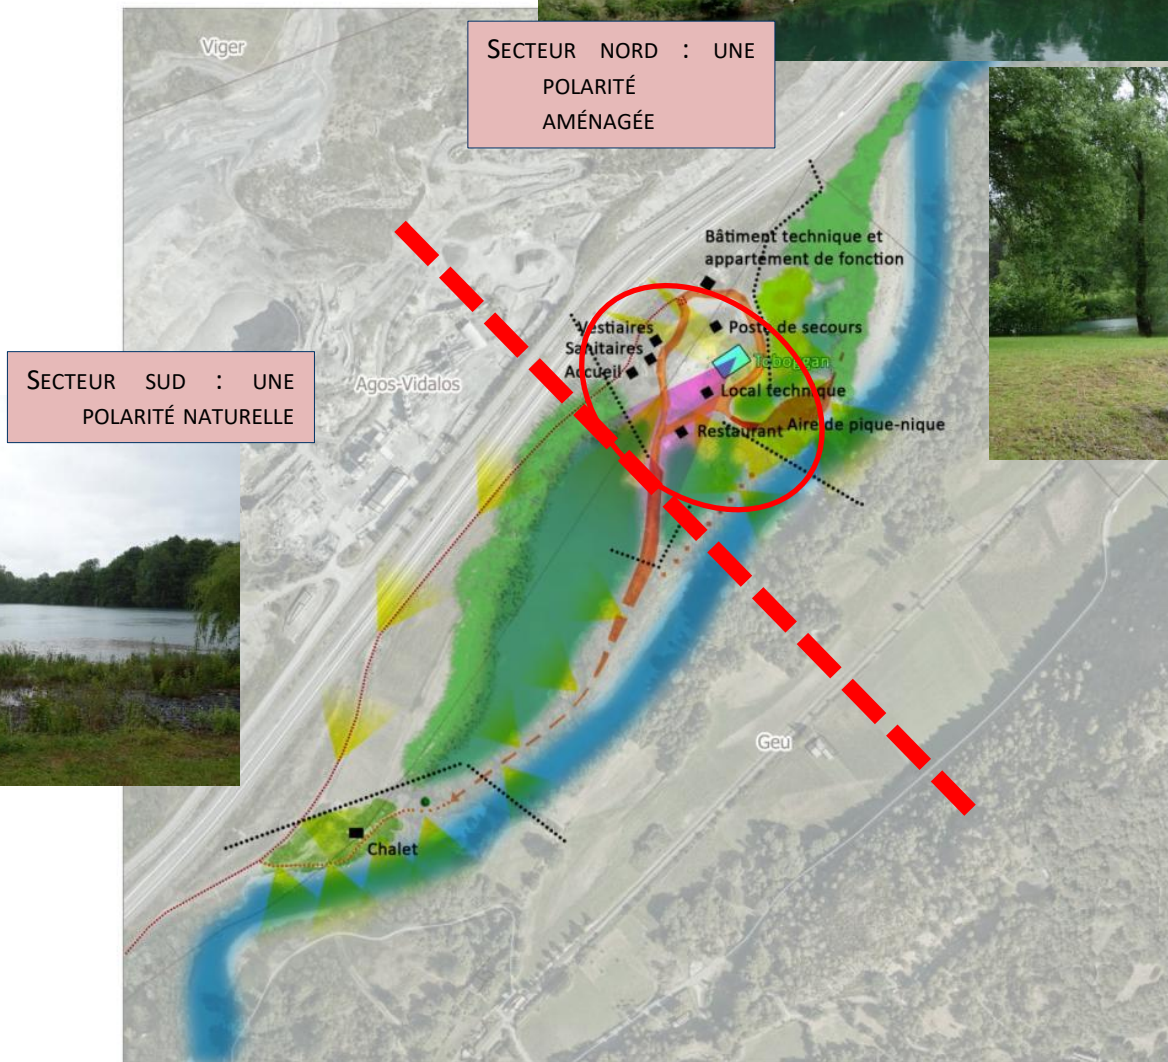 Viger
SECTEUR NORD : UNE
POLARITÉ
AMÉNAGÉE
Bâtiment technique et
appartement de fonction
Vestiaires
Poste de secours
Sanitaires
Toboggan
Accueil
Local technique
SECTEUR SUD : UNE
POLARITÉ NATURELLE
Agos-Vidalos
Restaurant
Aire de pique-nique
Geu
Chalet